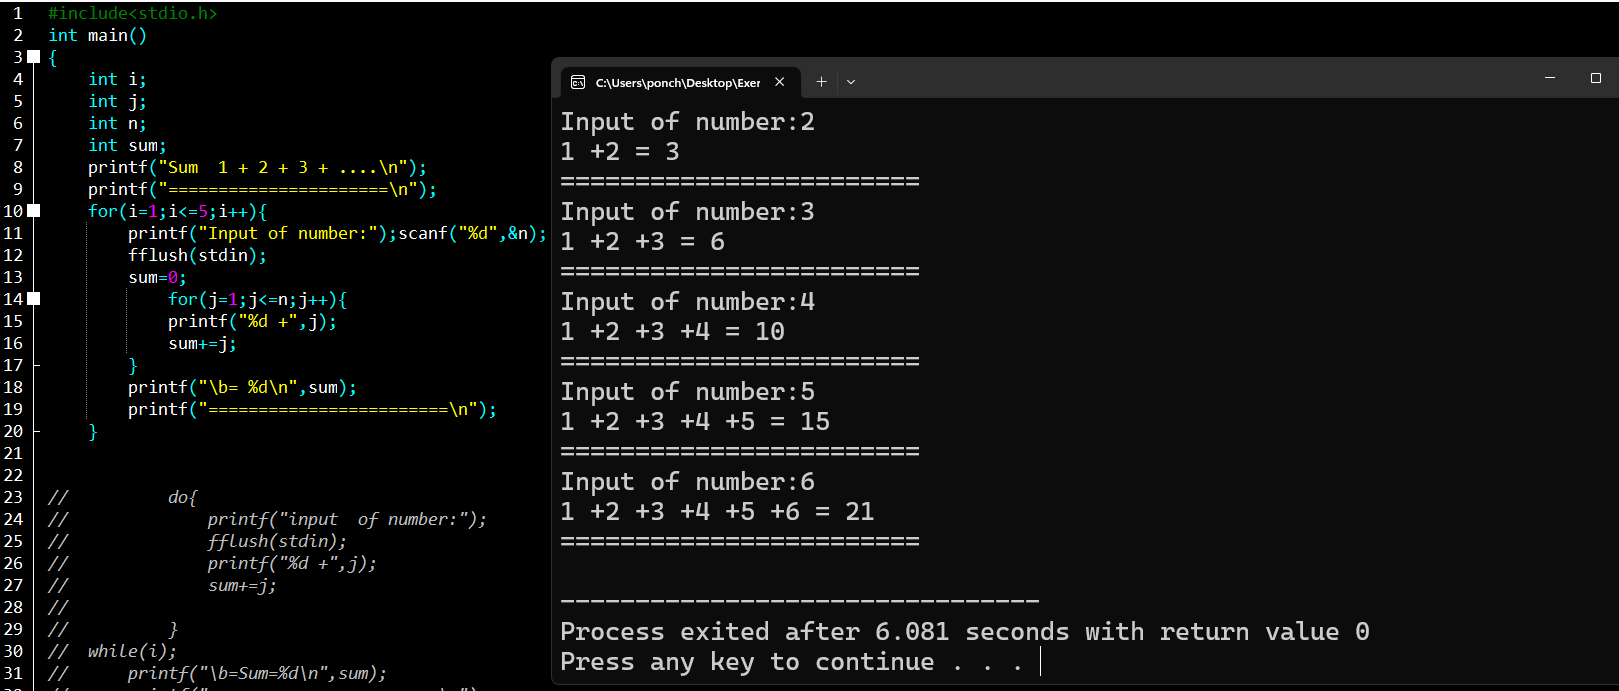 1 #include<stdio.h>
2 int main()
3 {
4 int i;
5 int j;
6 int n;
7 int sum;
8 printf("Sum  1 + 2 + 3 + ....\n");
9 printf("======================\n");
10 for(i=1;i<=5;i++){
11 printf("Input of number:");scanf("%d",&n);
12 fflush(stdin);
13 sum=0;
14 for(j=1;j<=n;j++){
15 printf("%d +",j);
16 sum+=j;
17 }
18 printf("\b= %d\n",sum);
19 printf("========================\n");
20 }
21
22
23 // do{
24 // printf("input  of number:");
25 // fflush(stdin);
26 // printf("%d +",j);
27 // sum+=j;
28 //
29 // }
30 // while(i);
31 // printf("\b=Sum=%d\n",sum);
C:\Users\ponch\Desktop\Exer
Input of number:2
1 +2 = 3
========================
Input of number:3
1 +2 +3 = 6
========================
Input of number:4
1 +2 +3 +4 = 10
========================
Input of number:5
1 +2 +3 +4 +5 = 15
========================
Input of number:6
1 +2 +3 +4 +5 +6 = 21
========================
--------------------------------
Process exited after 6.081 seconds with return value 0
Press any key to continue . . .